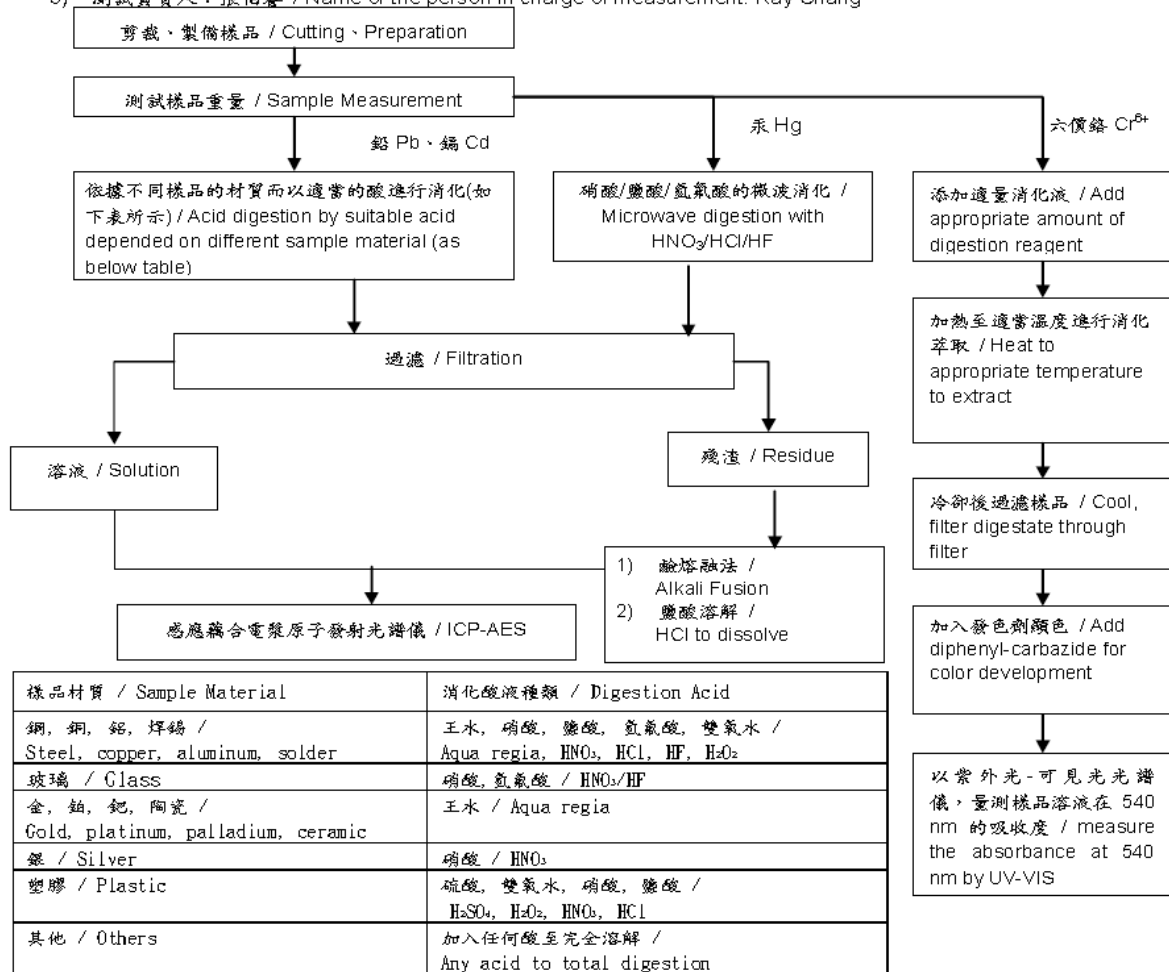 Name of the person in charge of measurement: Ray Chang
剪裁、製備樣品 / Cutting、Preparation
測試樣品重量 / Sample Measurement
鉛 Pb、鎘 Cd
汞 Hg
六價鉻 Cr6+
依據不同樣品的材質而以適當的酸進行消化(如
下表所示) / Acid digestion by suitable acid
depended on different sample material (as
below table)
硝酸/鹽酸/氫氟酸的微波消化 /
Microwave digestion with
HNO₃/HCl/HF
添加適量消化液 / Add
appropriate amount of
digestion reagent
過濾 / Filtration
加熱至適當溫度進行消化
萃取 / Heat to
appropriate temperature
to extract
溶液 / Solution
殘渣 / Residue
冷卻後過濾樣品 / Cool,
filter digestate through
filter
1) 鹼熔融法 /
Alkali Fusion
2) 鹽酸溶解 /
HCl to dissolve
感應藕合電漿原子發射光譜儀 / ICP-AES
加入發色劑顯色 / Add
diphenyl-carbazide for
color development
以紫外光-可見光光譜
儀，量測樣品溶液在 540
nm 的吸收度 / measure
the absorbance at 540
nm by UV-VIS
樣品材質 / Sample Material
消化酸液種類 / Digestion Acid
鋼, 銅, 鋁, 焊錫 /
Steel, copper, aluminum, solder
王水, 硝酸, 鹽酸, 氫氟酸, 雙氧水 /
Aqua regia, HNO₃, HCl, HF, H₂O₂
玻璃 / Glass
硝酸, 氫氟酸 / HNO₃/HF
金, 鉑, 鈀, 陶瓷 /
Gold, platinum, palladium, ceramic
王水 / Aqua regia
銀 / Silver
硝酸 / HNO₃
塑膠 / Plastic
硫酸, 雙氧水, 硝酸, 鹽酸 /
H₂SO₄, H₂O₂, HNO₃, HCl
其他 / Others
加入任何酸至完全溶解 /
Any acid to total digestion